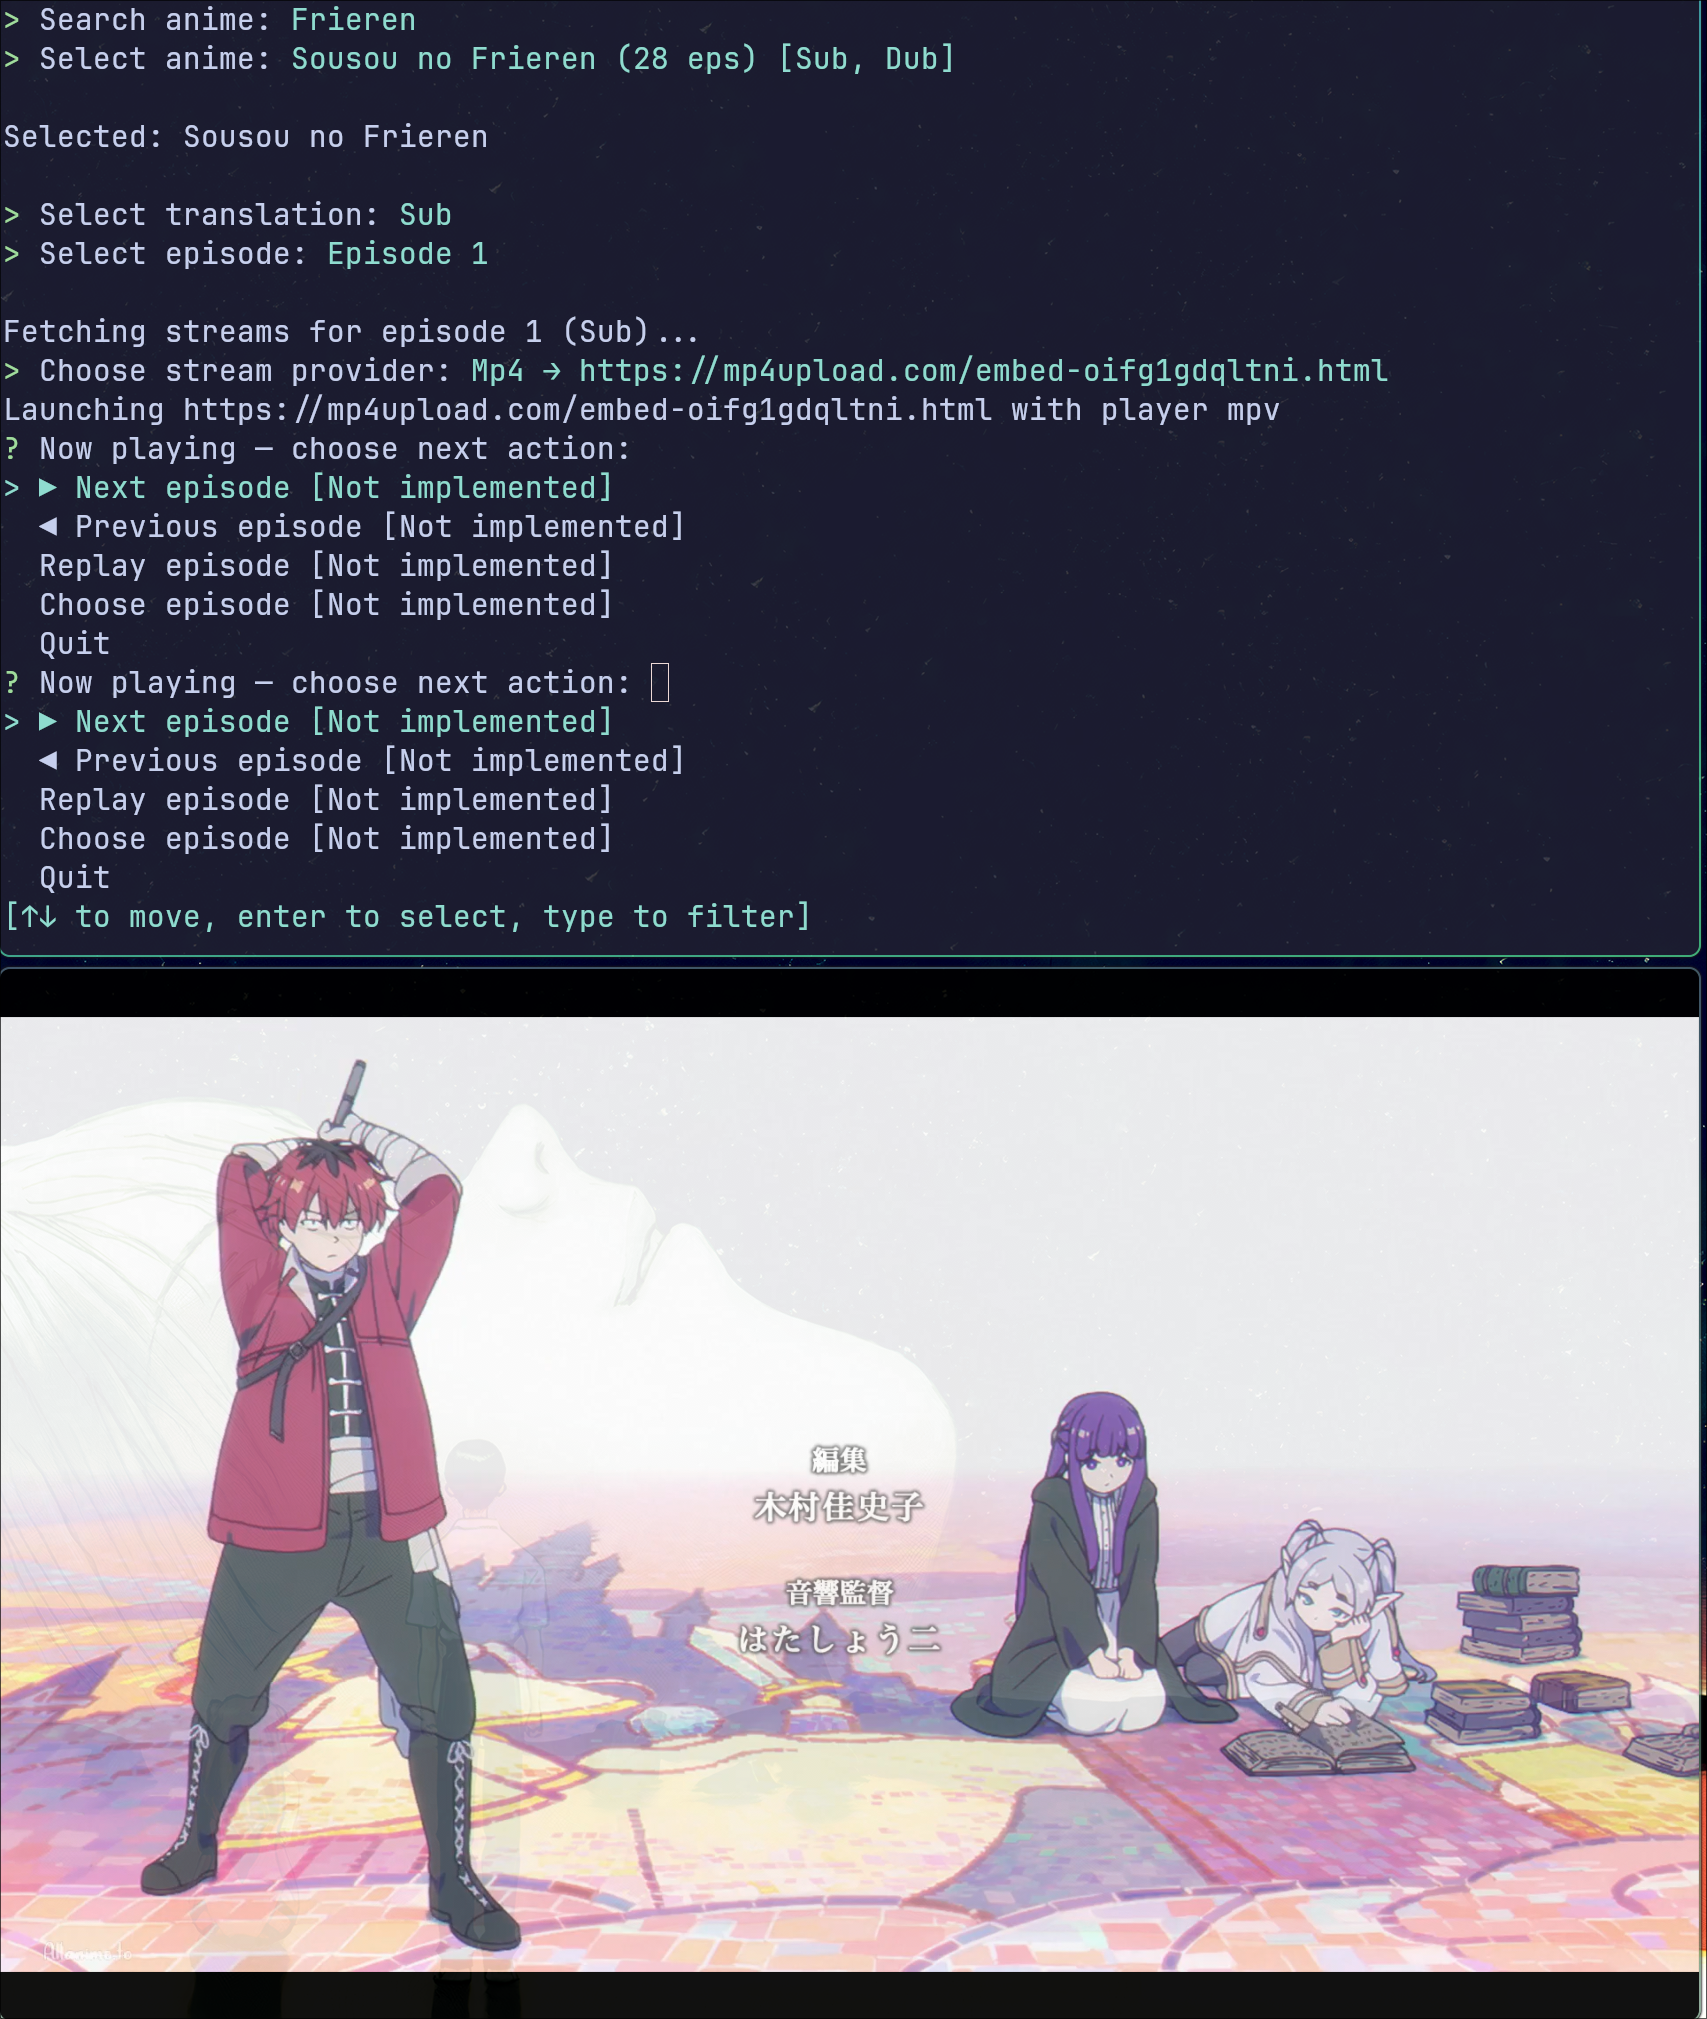 > Search anime: Frieren
> Select anime: Sousou no Frieren (28 eps) [Sub, Dub]
Selected: Sousou no Frieren
> Select translation: Sub
> Select episode: Episode 1
Fetching streams for episode 1 (Sub)...
> Choose stream provider: Mp4 → https://mp4upload.com/embed-oifg1gdqltni.html
Launching https://mp4upload.com/embed-oifg1gdqltni.html with player mpv
? Now playing — choose next action:
> ▶ Next episode [Not implemented]
◀ Previous episode [Not implemented]
Replay episode [Not implemented]
Choose episode [Not implemented]
Quit
? Now playing — choose next action:
> ▶ Next episode [Not implemented]
◀ Previous episode [Not implemented]
Replay episode [Not implemented]
Choose episode [Not implemented]
Quit
[↑↓ to move, enter to select, type to filter]
編集
木村佳史子
音響監督
はたしょう二